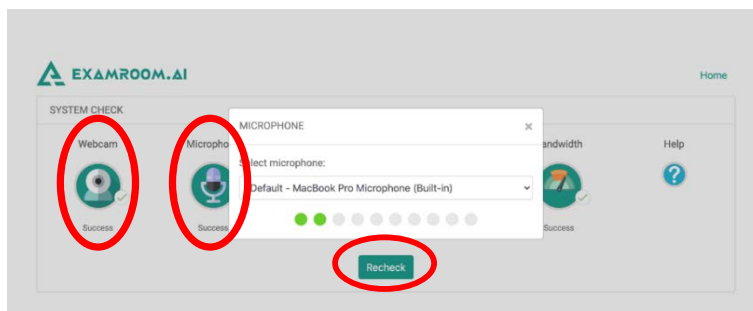 EXAMROOM.AI
Home
SYSTEM CHECK
MICROPHONE ×
Webcam Micropho andwidth Help
Select microphone:
Default - MacBook Pro Microphone (Built-in)
?
Success Success Success
Recheck